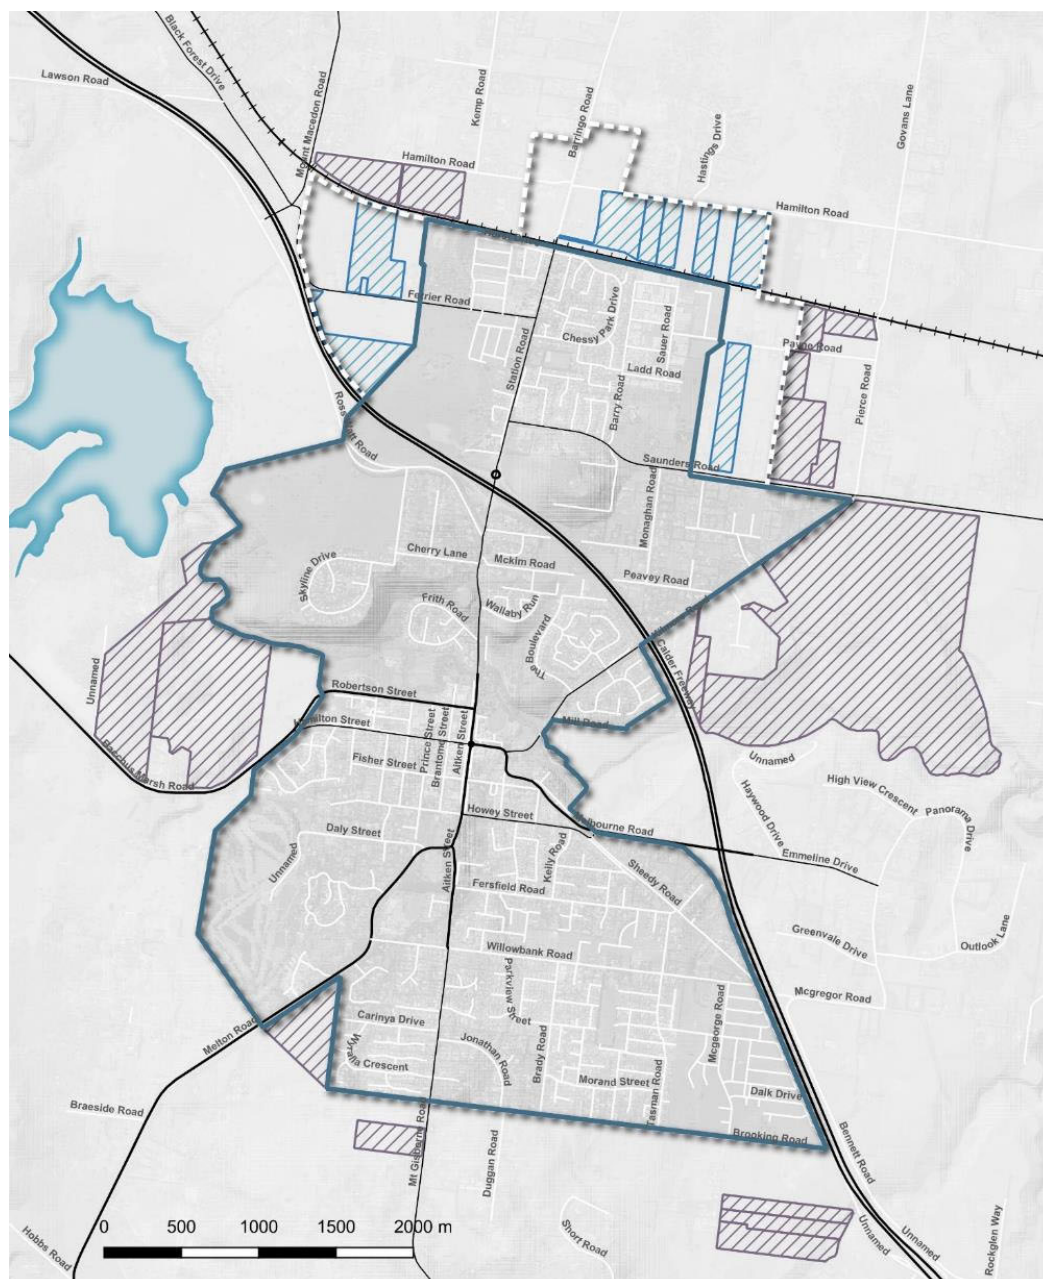 Black Forest Drive
Lawson Road
Mount Macedon Road
Kemp Road
Barringo Road
Hastings Drive
Govans Lane
Hamilton Road
Hamilton Road
Ferrier Road
Station Road
Chessy Park Drive
Sauer Road
Ladd Road
Barry Road
Payne Road
Pierce Road
Road
Saunders Road
Monaghan Road
Cherry Lane
Mckim Road
Peavey Road
Skyline Drive
Frith Road
Wallaby Run
The Boulevard
Calder Freeway
Unnamed
Robertson Street
Hamilton Street
Mill Road
Prince Street
Brantome Street
Aitken Street
Fisher Street
Bacchus Marsh Road
Unnamed
High View Crescent
Panorama Drive
Haywood Drive
Howey Street
Melbourne Road
Daly Street
Unnamed
Aitken Street
Kelly Road
Sheedy Road
Emmeline Drive
Fersfield Road
Greenvale Drive
Outlook Lane
Willowbank Road
Parkview Street
Mcgregor Road
Melton Road
Carinya Drive
Wyralla Crescent
Jonathan Road
Brady Road
Mcgeorge Road
Morand Street
Tasman Road
Dalk Drive
Braeside Road
Mt Gisborne Road
Brooking Road
Bennett Road
Duggan Road
0 500 1000 1500 2000 m
Short Road
Unnamed
Unnamed
Rockglen Way
Hobbs Road